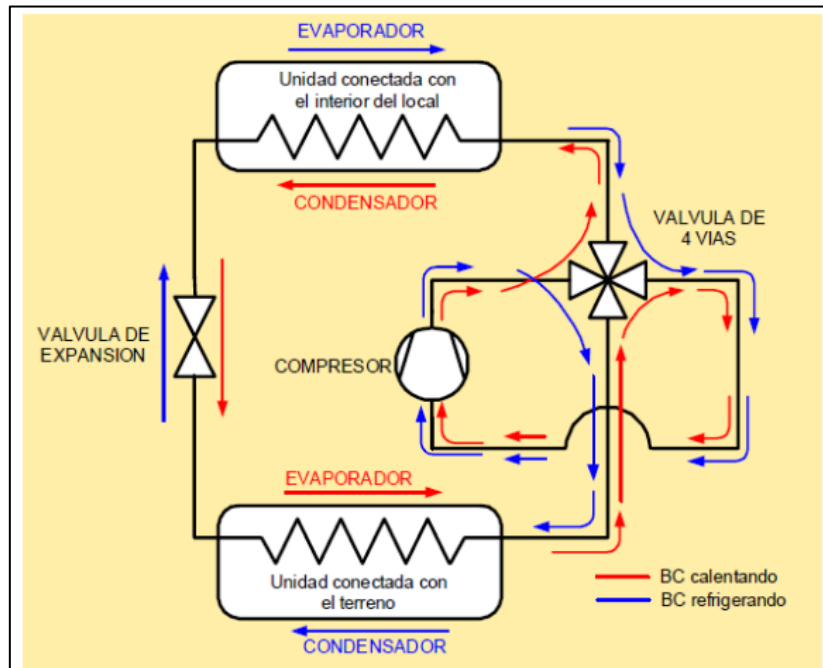 EVAPORADOR
Unidad conectada con
el interior del local
CONDENSADOR
VALVULA DE
4 VIAS
VALVULA DE
EXPANSION
COMPRESOR
EVAPORADOR
Unidad conectada con
el terreno
CONDENSADOR
BC calentando
BC refrigerando